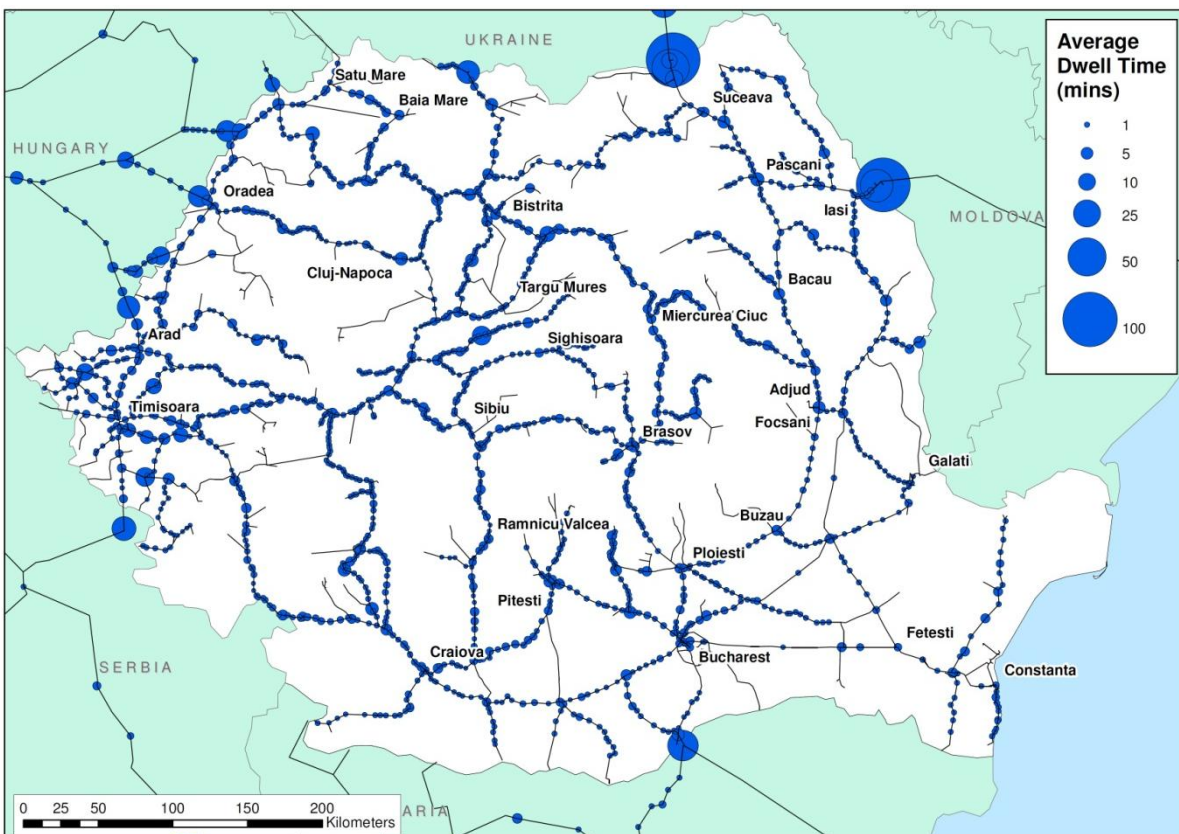 UKRAINE
Average
Dwell Time
(mins)
1
5
10
25
50
100
Satu Mare
Baia Mare
Suceava
HUNGARY
Pascani
Oradea
Iasi
Bistrita
MOLDOVA
Cluj-Napoca
Bacau
Targu Mures
Miercurea Ciuc
Arad
Sighisoara
Adjud
Timisoara
Sibiu
Focsani
Brasov
Galati
Buzau
Ramnicu Valcea
Ploiesti
Pitesti
Fetesti
Craiova
Bucharest
SERBIA
Constanta
0 25 50 100 150 200
Kilometers
ARIA